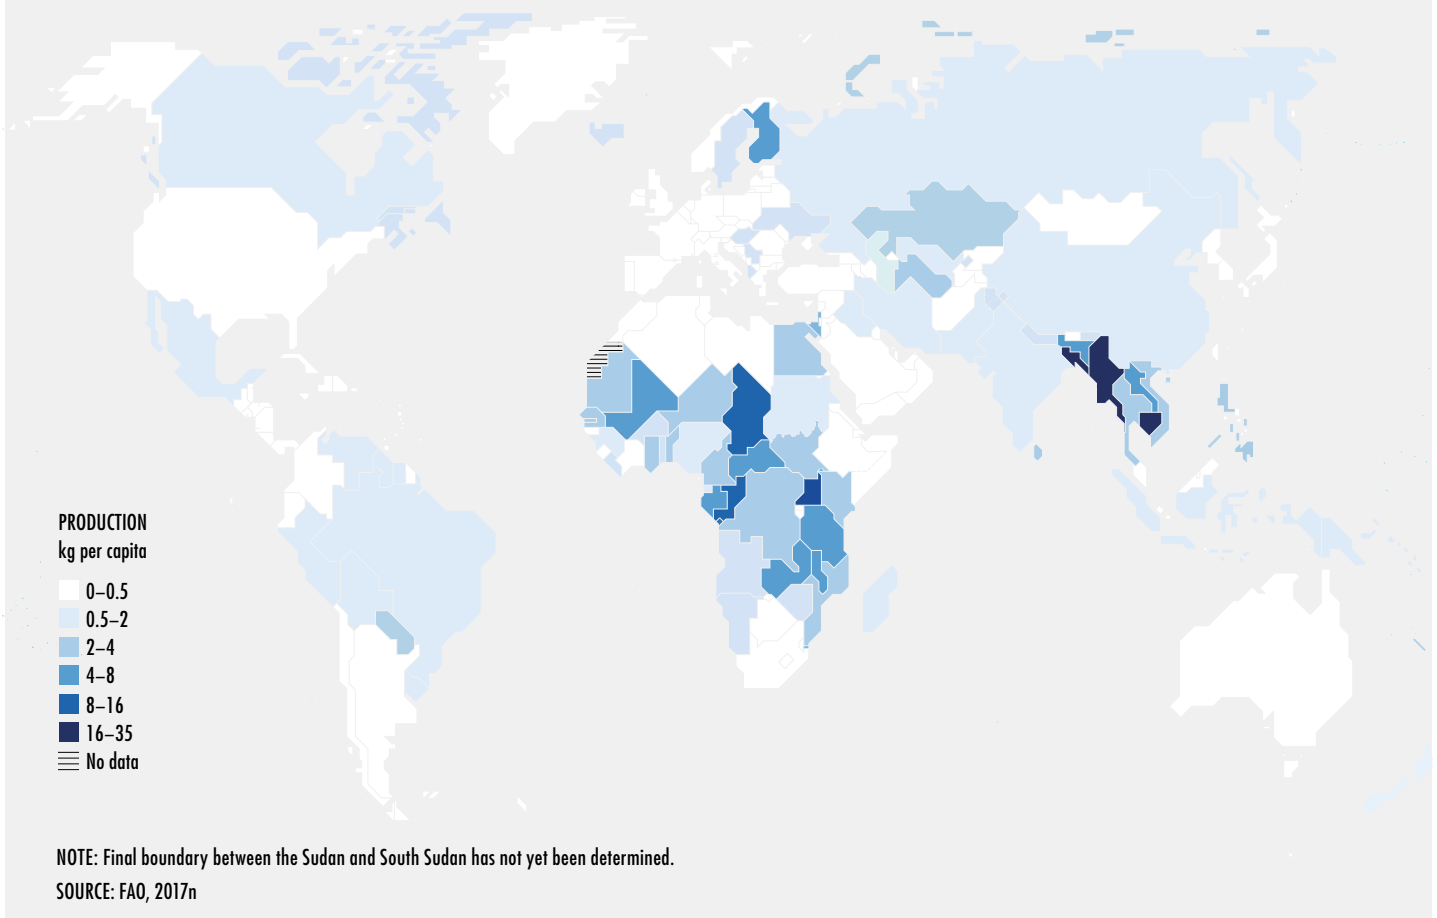 PRODUCTION
kg per capita
0–0.5
0.5–2
2–4
4–8
8–16
16–35
No data
NOTE: Final boundary between the Sudan and South Sudan has not yet been determined.
SOURCE: FAO, 2017n